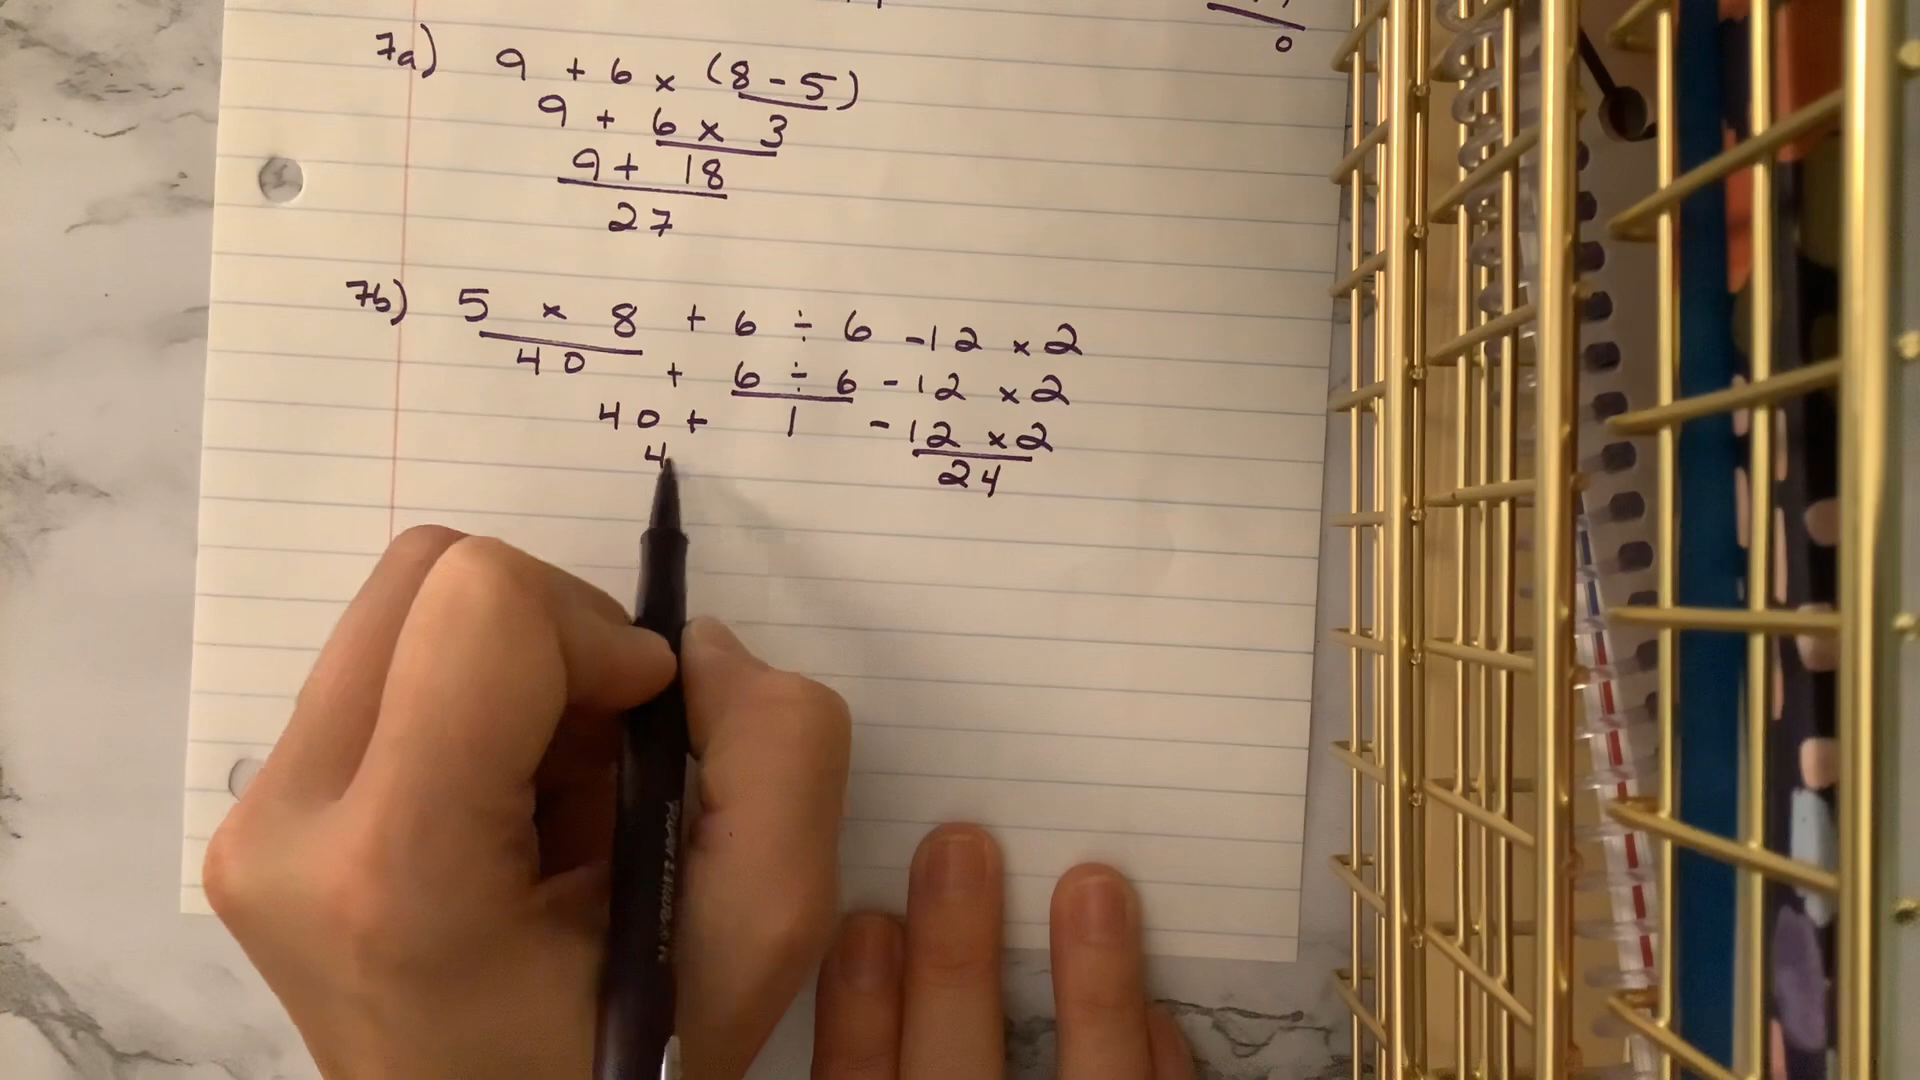 0
7a) 9 + 6 × (8 - 5)
9 + 6 × 3
9 + 18
27
7b) 5 × 8 + 6 ÷ 6 - 12 × 2
40 + 6 ÷ 6 - 12 × 2
40 + 1 - 12 × 2
4 24